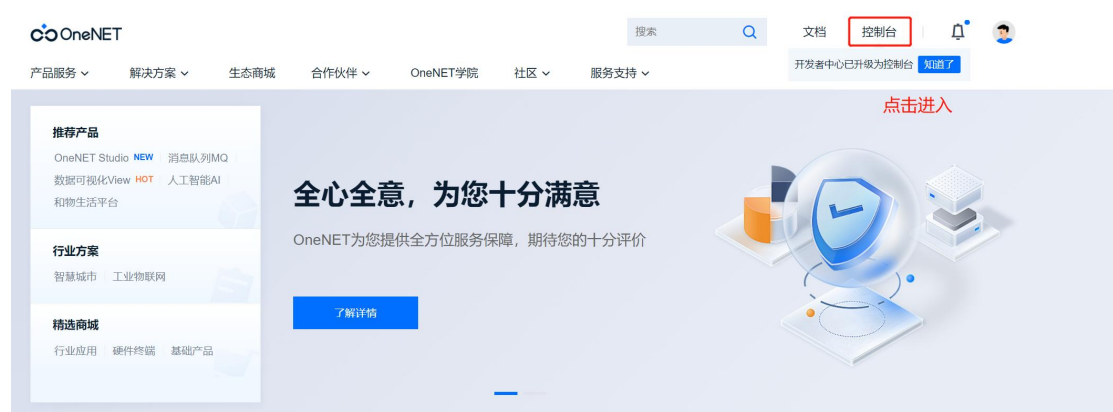 OneNET
搜索
文档
控制台
产品服务
解决方案
生态商城
合作伙伴
OneNET学院
社区
服务支持
开发者中心已升级为控制台 知道了
点击进入
推荐产品
OneNET Studio NEW 消息队列MQ
数据可视化View HOT 人工智能AI
和物生活平台
行业方案
智慧城市 工业物联网
精选商城
行业应用 硬件终端 基础产品
全心全意，为您十分满意
OneNET为您提供全方位服务保障，期待您的十分评价
了解详情